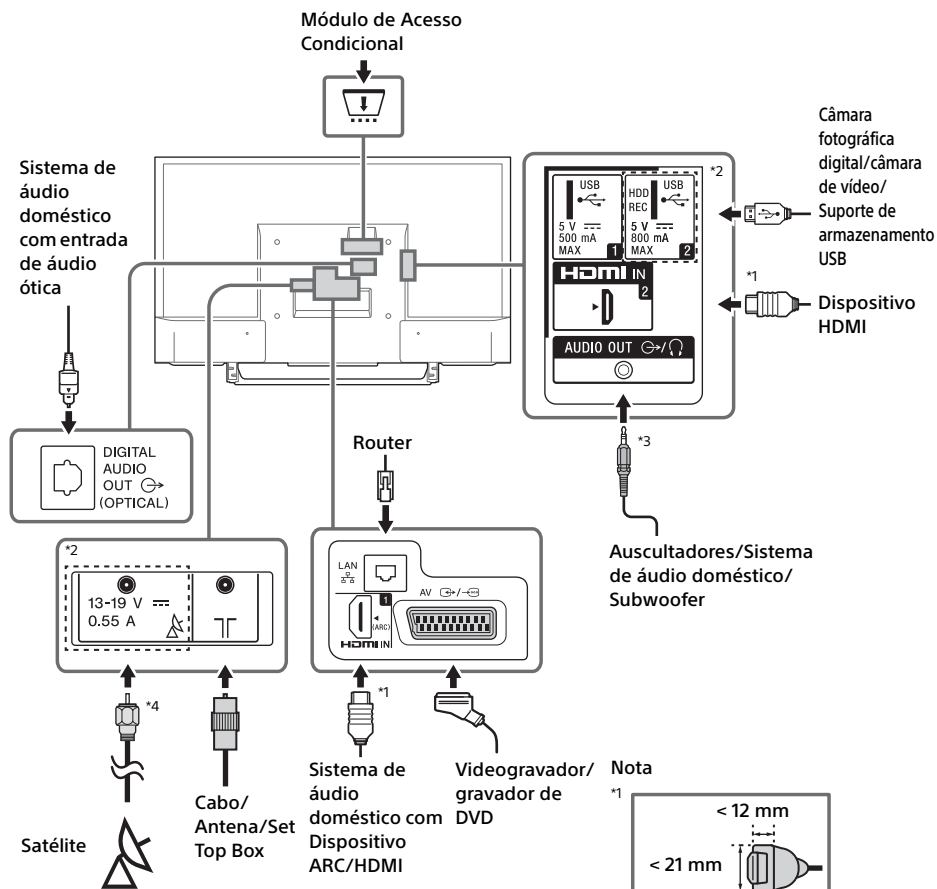 Módulo de Acesso
Condicional
Sistema de
áudio
doméstico
com entrada
de áudio
ótica
*2
USB
5 V
500 mA
MAX
1
HDD
REC
USB
5 V
800 mA
MAX
2
HDMI IN
2
AUDIO OUT
Câmara
fotográfica
digital/câmara
de vídeo/
Suporte de
armazenamento
USB
*1
Dispositivo
HDMI
*3
Auscultadores/Sistema
de áudio doméstico/
Subwoofer
DIGITAL
AUDIO
OUT
(OPTICAL)
Router
*2
13-19 V
0.55 A
LAN
1
(ARC)
HDMI IN
AV
*4
*1
Satélite
Cabo/
Antena/Set
Top Box
Sistema de
áudio
doméstico com
Dispositivo
ARC/HDMI
Videogravador/
gravador de
DVD
Nota
*1
< 12 mm
< 21 mm